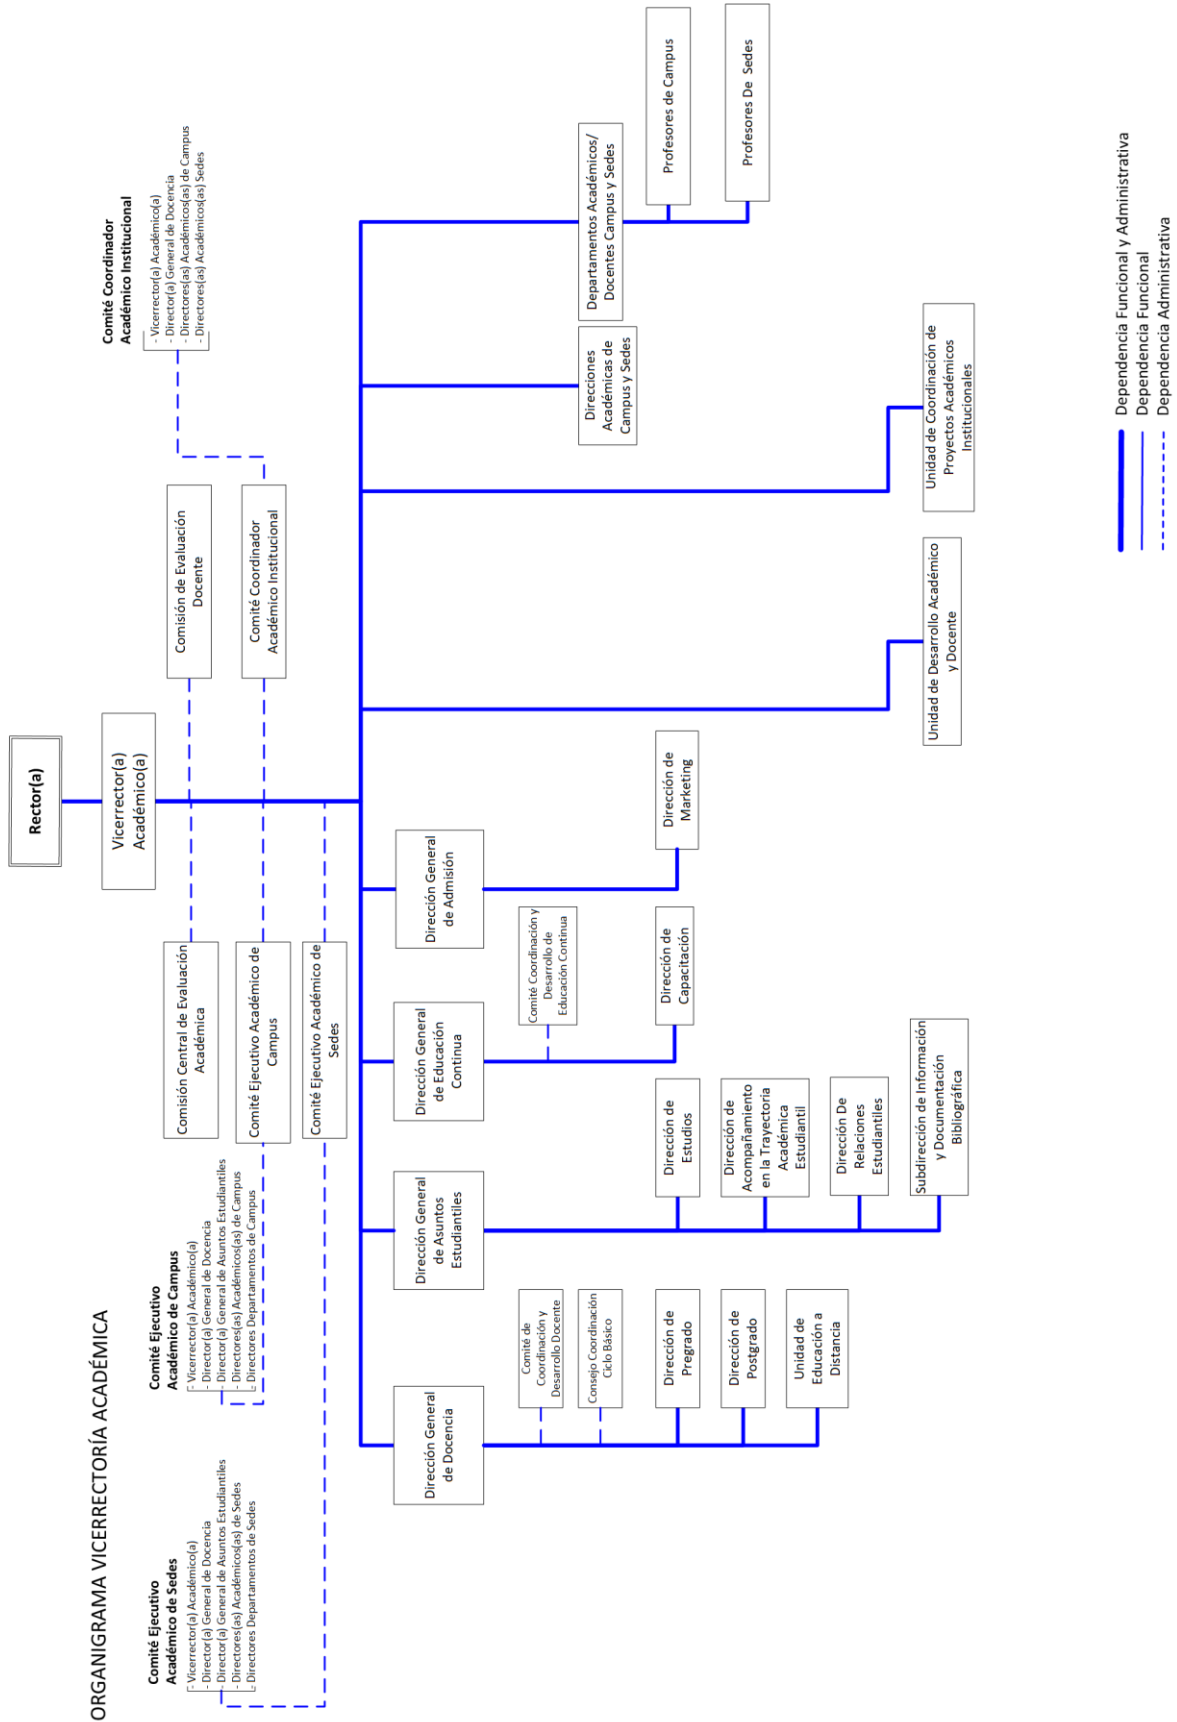 ORGANIGRAMA VICERRECTORÍA ACADÉMICA
Rector(a)
Vicerrector(a)
Académico(a)
Comité Ejecutivo
Académico de Sedes
- Vicerrector(a) Académico(a)
- Director(a) General de Docencia
- Director(a) General de Asuntos Estudiantiles
- Directores(as) Académicos(as) de Sedes
- Directores Departamentos de Sedes
Comité Ejecutivo
Académico de Campus
- Vicerrector(a) Académico(a)
- Director(a) General de Docencia
- Director(a) General de Asuntos Estudiantiles
- Directores(as) Académicos(as) de Campus
- Directores Departamentos de Campus
Comité Coordinador
Académico Institucional
- Vicerrector(a) Académico(a)
- Director(a) General de Docencia
- Directores(as) Académicos(as) de Campus
- Directores(as) Académicos(as) Sedes
Comisión Central de Evaluación
Académica
Comisión de Evaluación
Docente
Comité Ejecutivo Académico de
Campus
Comité Coordinador
Académico Institucional
Comité Ejecutivo Académico de
Sedes
Dirección General
de Docencia
Dirección General
de Asuntos
Estudiantiles
Dirección General
de Educación
Continua
Dirección General
de Admisión
Comité de
Coordinación y
Desarrollo Docente
Consejo Coordinación
Ciclo Básico
Dirección de
Pregrado
Dirección de
Postgrado
Unidad de
Educación a
Distancia
Dirección de
Estudios
Dirección de
Acompañamiento
en la Trayectoria
Académica
Estudiantil
Dirección De
Relaciones
Estudiantiles
Subdirección de Información
y Documentación
Bibliográfica
Comité Coordinación y
Desarrollo de
Educación Continua
Dirección de
Capacitación
Dirección de
Marketing
Unidad de Desarrollo Académico
y Docente
Unidad de Coordinación de
Proyectos Académicos
Institucionales
Direcciones
Académicas de
Campus y Sedes
Departamentos Académicos/
Docentes Campus y Sedes
Profesores de Campus
Profesores De Sedes
Dependencia Funcional y Administrativa
Dependencia Funcional
Dependencia Administrativa